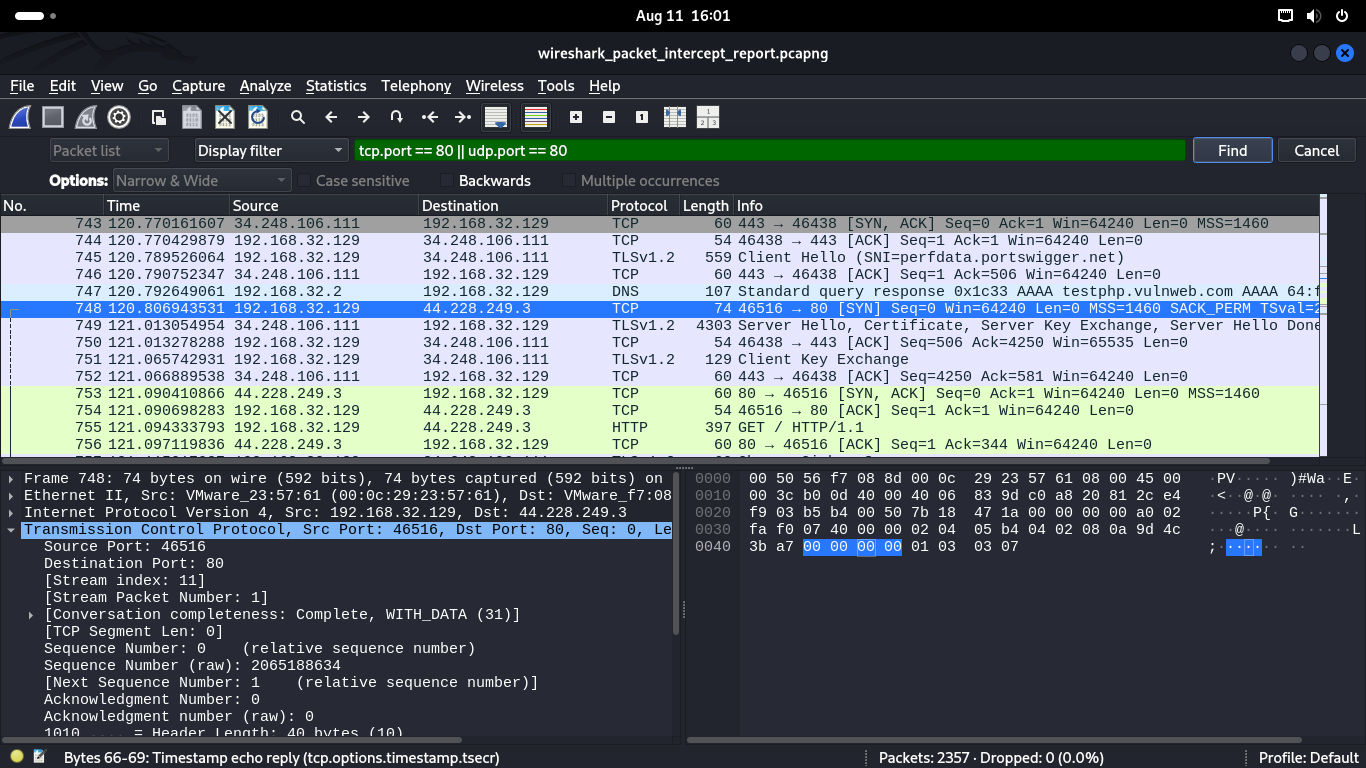 Aug 11 16:01
wireshark_packet_intercept_report.pcapng
File Edit View Go Capture Analyze Statistics Telephony Wireless Tools Help
Packet list Display filter tcp.port == 80 || udp.port == 80 Find Cancel
Options: Narrow & Wide Case sensitive Backwards Multiple occurrences
No. Time Source Destination Protocol Length Info
743 120.770161607 34.248.106.111 192.168.32.129 TCP 60 443 → 46438 [SYN, ACK] Seq=0 Ack=1 Win=64240 Len=0 MSS=1460
744 120.770429879 192.168.32.129 34.248.106.111 TCP 54 46438 → 443 [ACK] Seq=1 Ack=1 Win=64240 Len=0
745 120.789526064 192.168.32.129 34.248.106.111 TLSv1.2 559 Client Hello (SNI=perfdata.portswigger.net)
746 120.790752347 34.248.106.111 192.168.32.129 TCP 60 443 → 46438 [ACK] Seq=1 Ack=506 Win=64240 Len=0
747 120.792649061 192.168.32.2 192.168.32.129 DNS 107 Standard query response 0x1c33 AAAA testphp.vulnweb.com AAAA 64:f
748 120.806943531 192.168.32.129 44.228.249.3 TCP 74 46516 → 80 [SYN] Seq=0 Win=64240 Len=0 MSS=1460 SACK_PERM TSval=2
749 121.013054954 34.248.106.111 192.168.32.129 TLSv1.2 4303 Server Hello, Certificate, Server Key Exchange, Server Hello Done
750 121.013278288 192.168.32.129 34.248.106.111 TCP 54 46438 → 443 [ACK] Seq=506 Ack=4250 Win=65535 Len=0
751 121.065742931 192.168.32.129 34.248.106.111 TLSv1.2 129 Client Key Exchange
752 121.066889538 34.248.106.111 192.168.32.129 TCP 60 443 → 46438 [ACK] Seq=4250 Ack=581 Win=64240 Len=0
753 121.090410866 44.228.249.3 192.168.32.129 TCP 60 80 → 46516 [SYN, ACK] Seq=0 Ack=1 Win=64240 Len=0 MSS=1460
754 121.090698283 192.168.32.129 44.228.249.3 TCP 54 46516 → 80 [ACK] Seq=1 Ack=1 Win=64240 Len=0
755 121.094333793 192.168.32.129 44.228.249.3 HTTP 397 GET / HTTP/1.1
756 121.097119836 44.228.249.3 192.168.32.129 TCP 60 80 → 46516 [ACK] Seq=1 Ack=344 Win=64240 Len=0
Frame 748: 74 bytes on wire (592 bits), 74 bytes captured (592 bits) on
Ethernet II, Src: VMware_23:57:61 (00:0c:29:23:57:61), Dst: VMware_f7:08
Internet Protocol Version 4, Src: 192.168.32.129, Dst: 44.228.249.3
Transmission Control Protocol, Src Port: 46516, Dst Port: 80, Seq: 0, Le
Source Port: 46516
Destination Port: 80
[Stream index: 11]
[Stream Packet Number: 1]
[Conversation completeness: Complete, WITH_DATA (31)]
[TCP Segment Len: 0]
Sequence Number: 0 (relative sequence number)
Sequence Number (raw): 2065188634
[Next Sequence Number: 1 (relative sequence number)]
Acknowledgment Number: 0
Acknowledgment number (raw): 0
1010 .... = Header Length: 40 bytes (10)
0000 00 50 56 f7 08 8d 00 0c 29 23 57 61 08 00 45 00 ·PV·····)#Wa··E·
0010 00 3c b0 0d 40 00 40 06 83 9d c0 a8 20 81 2c e4 ·<··@·@····· ·,·
0020 f9 03 b5 b4 00 50 7b 18 47 1a 00 00 00 00 a0 02 ·····P{·G·······
0030 fa f0 07 40 00 00 02 04 05 b4 04 02 08 0a 9d 4c ···@···········L
0040 3b a7 00 00 00 00 01 03 03 07 ;·········
Bytes 66-69: Timestamp echo reply (tcp.options.timestamp.tsecr) Packets: 2357 · Dropped: 0 (0.0%) Profile: Default